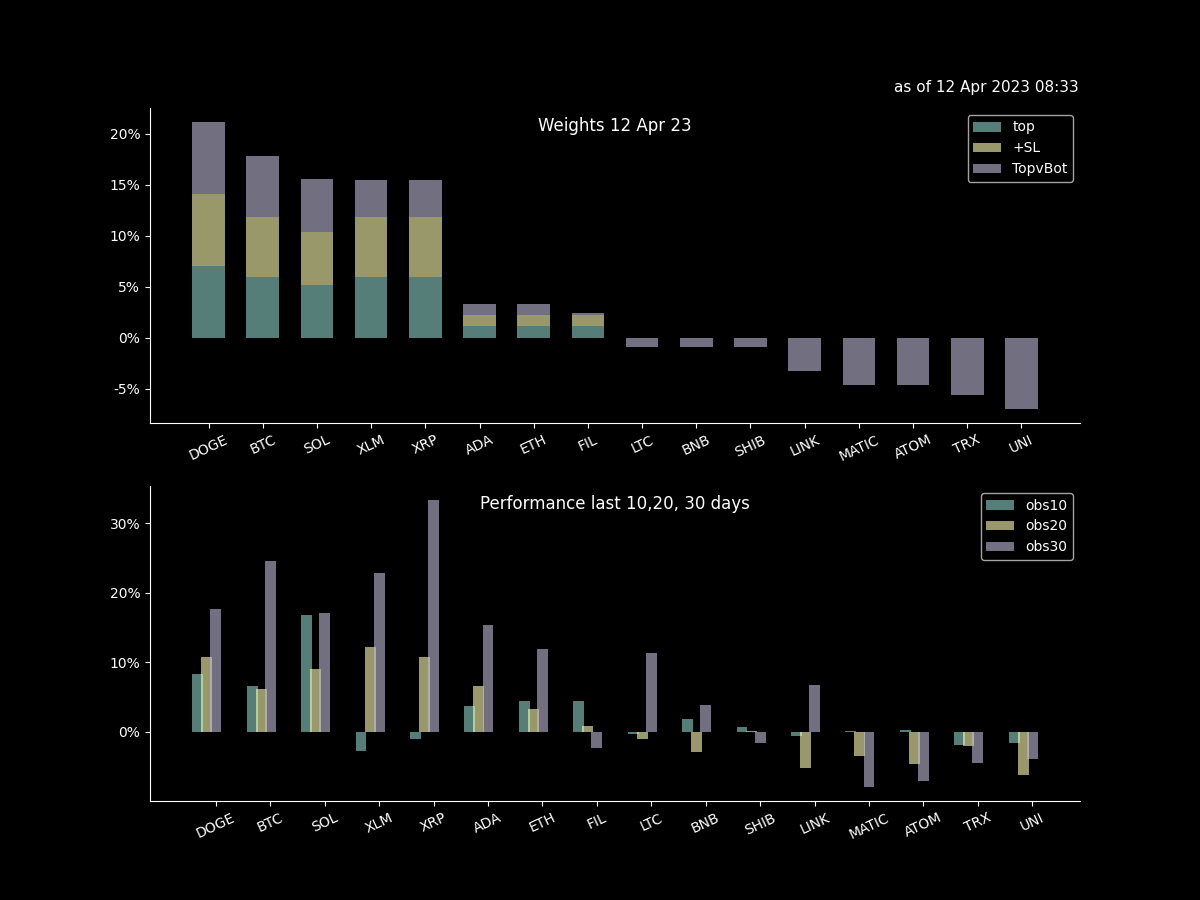 as of 12 Apr 2023 08:33
Weights 12 Apr 23
top
+SL
TopvBot
20%
15%
10%
5%
0%
-5%
DOGE BTC SOL XLM XRP ADA ETH FIL LTC BNB SHIB LINK MATIC ATOM TRX UNI
Performance last 10,20, 30 days
obs10
obs20
obs30
30%
20%
10%
0%
DOGE BTC SOL XLM XRP ADA ETH FIL LTC BNB SHIB LINK MATIC ATOM TRX UNI